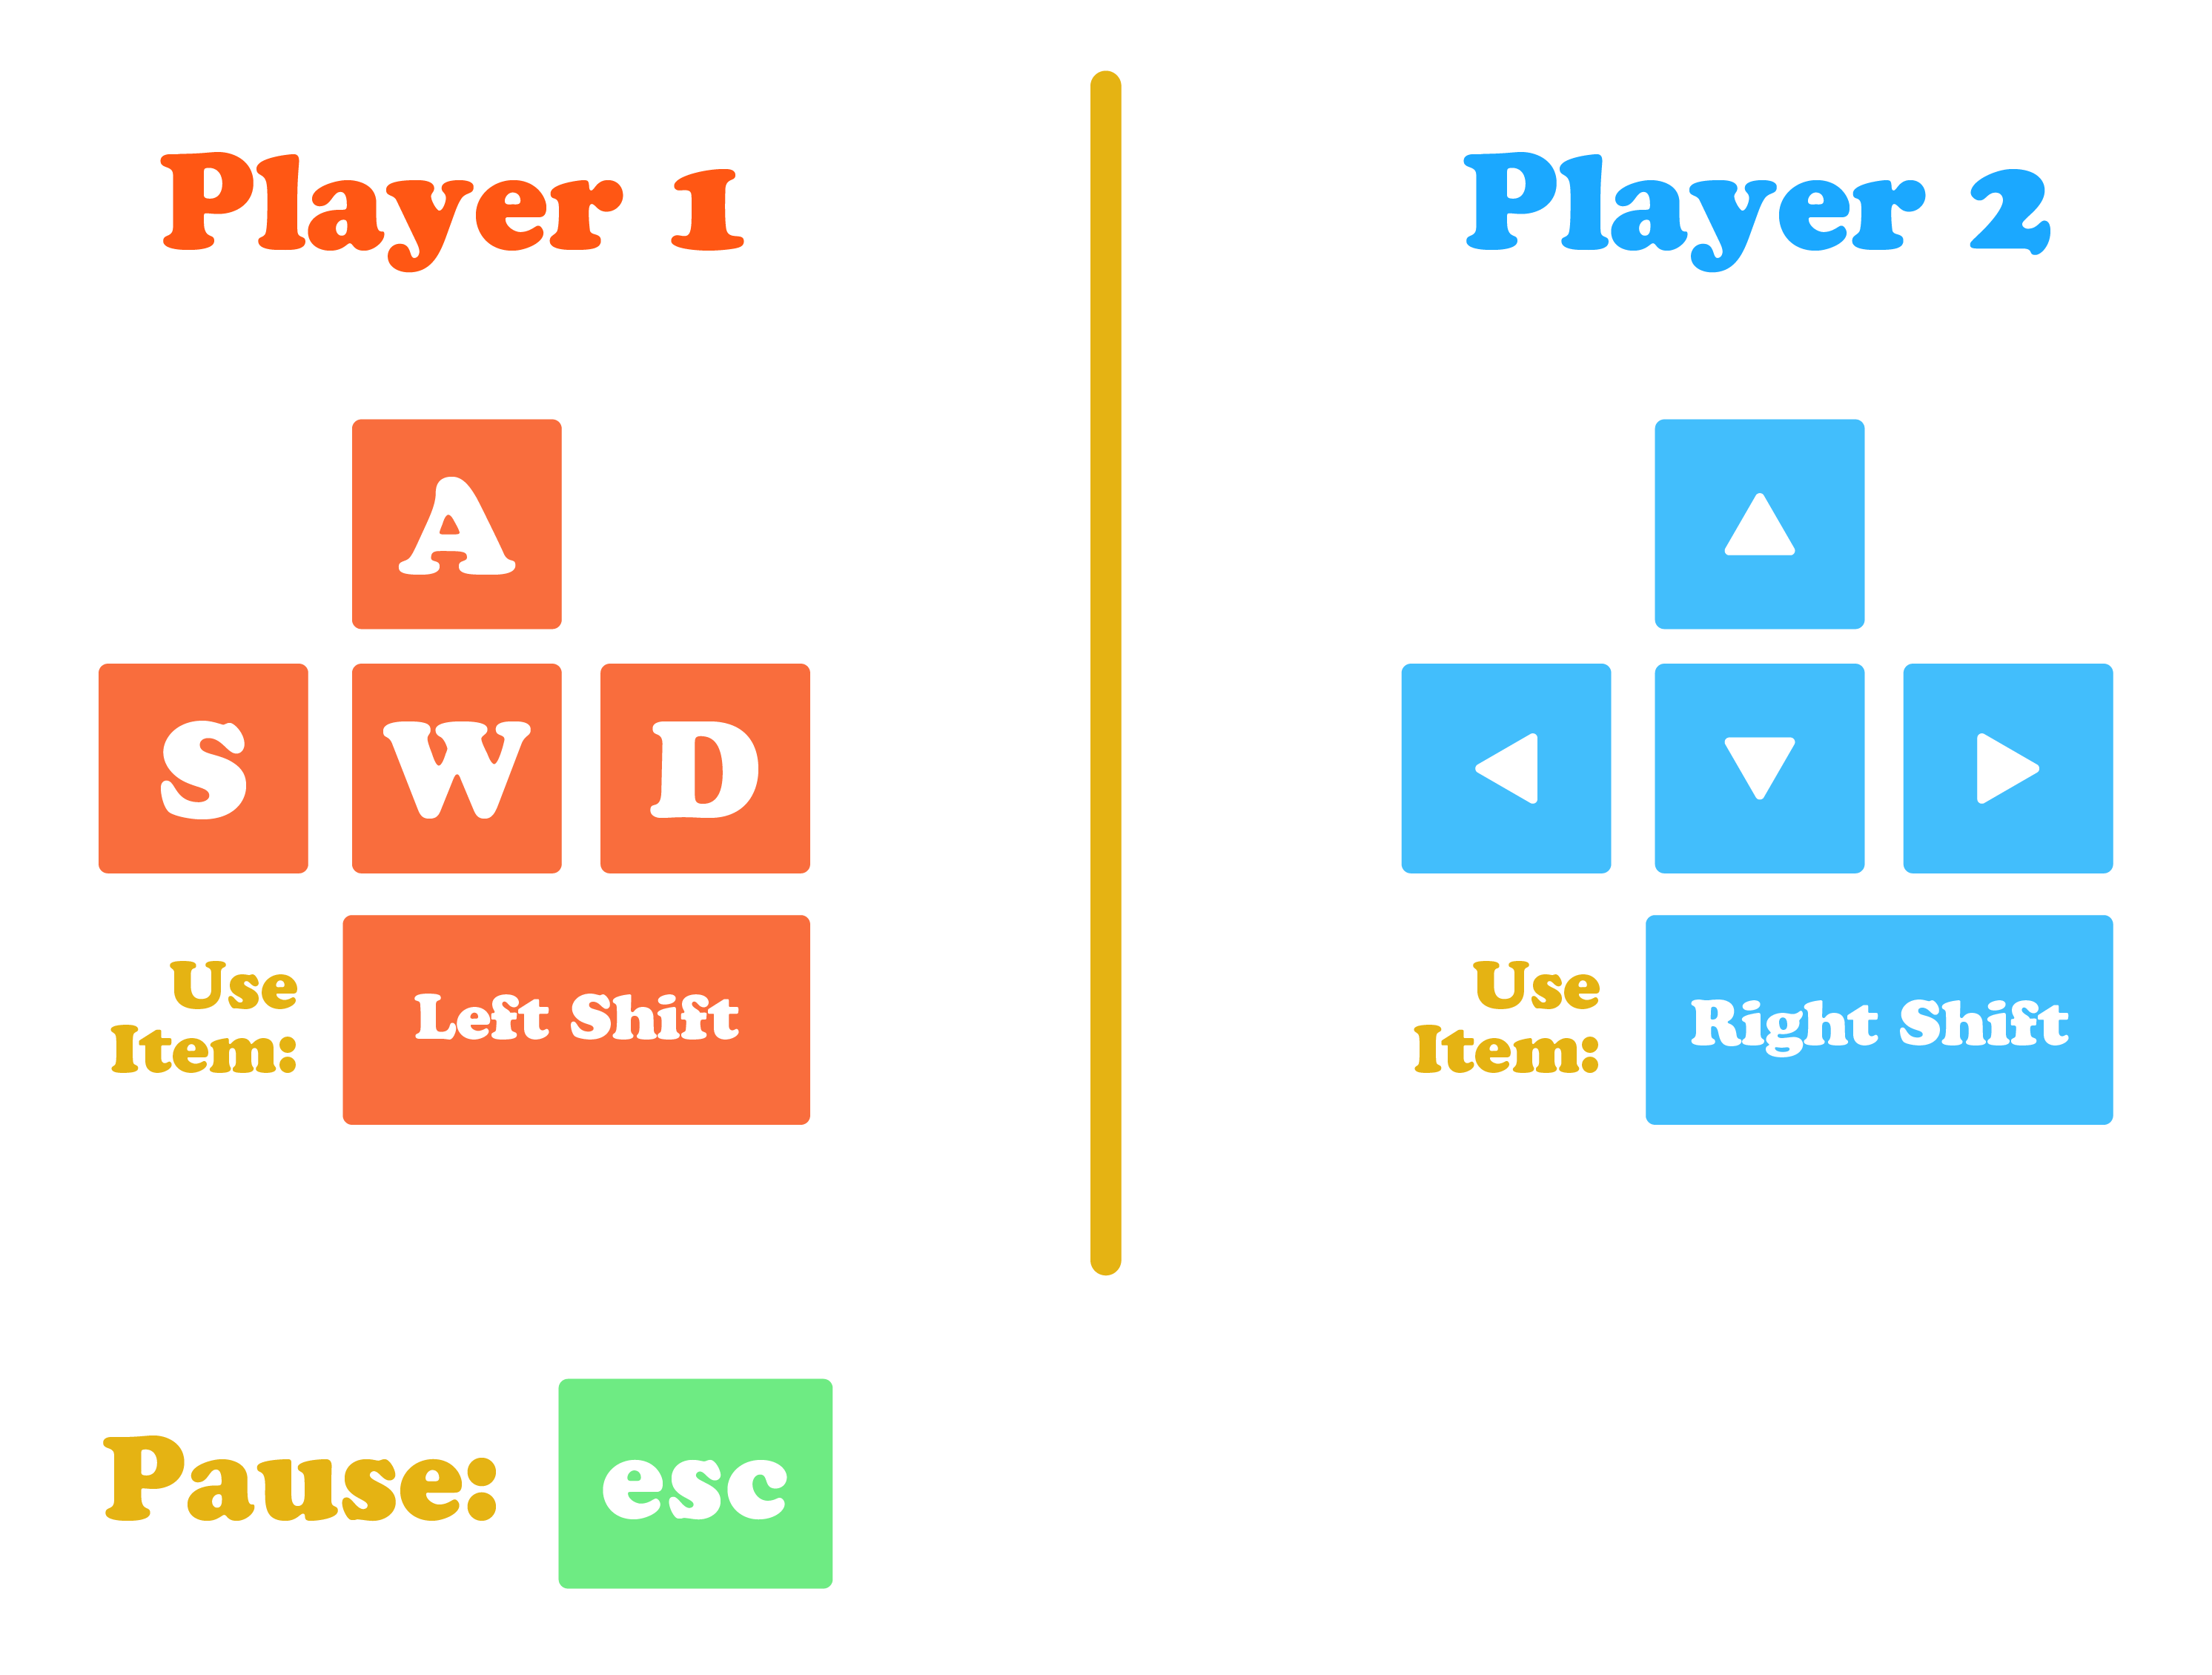 Player 1
A
S W D
Use
Item:
Left Shift
Player 2
Use
Item:
Right Shift
Pause:
esc